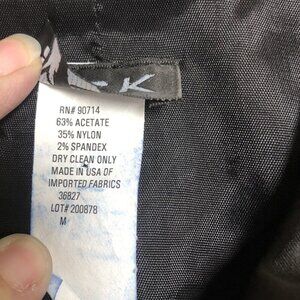 K
RN# 90714
63% ACETATE
35% NYLON
2% SPANDEX
DRY CLEAN ONLY
MADE IN USA OF
IMPORTED FABRICS
36827
LOT# 200878
M